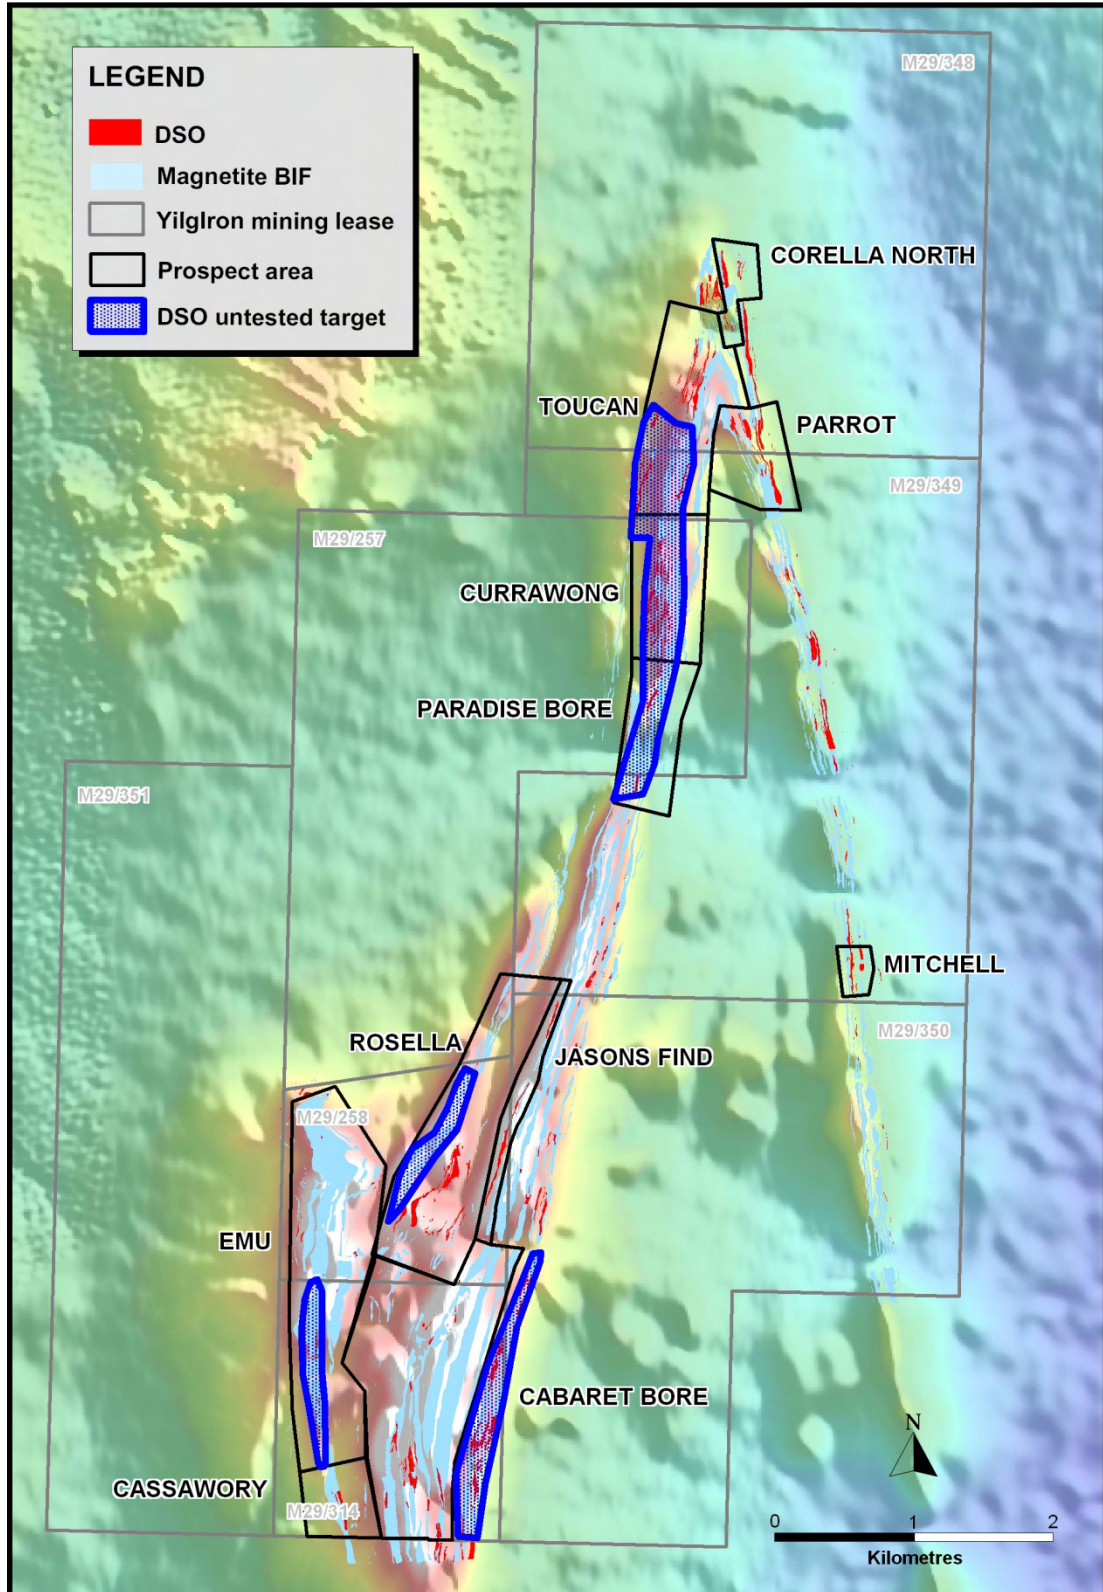 M29/348
LEGEND
DSO
Magnetite BIF
YilgIron mining lease
Prospect area
DSO untested target
CORELLA NORTH
TOUCAN
PARROT
M29/349
M29/257
CURRAWONG
PARADISE BORE
M29/351
MITCHELL
M29/350
ROSELLA
JASONS FIND
M29/258
EMU
CABARET BORE
N
CASSAWORY
M29/314
0 1 2
Kilometres